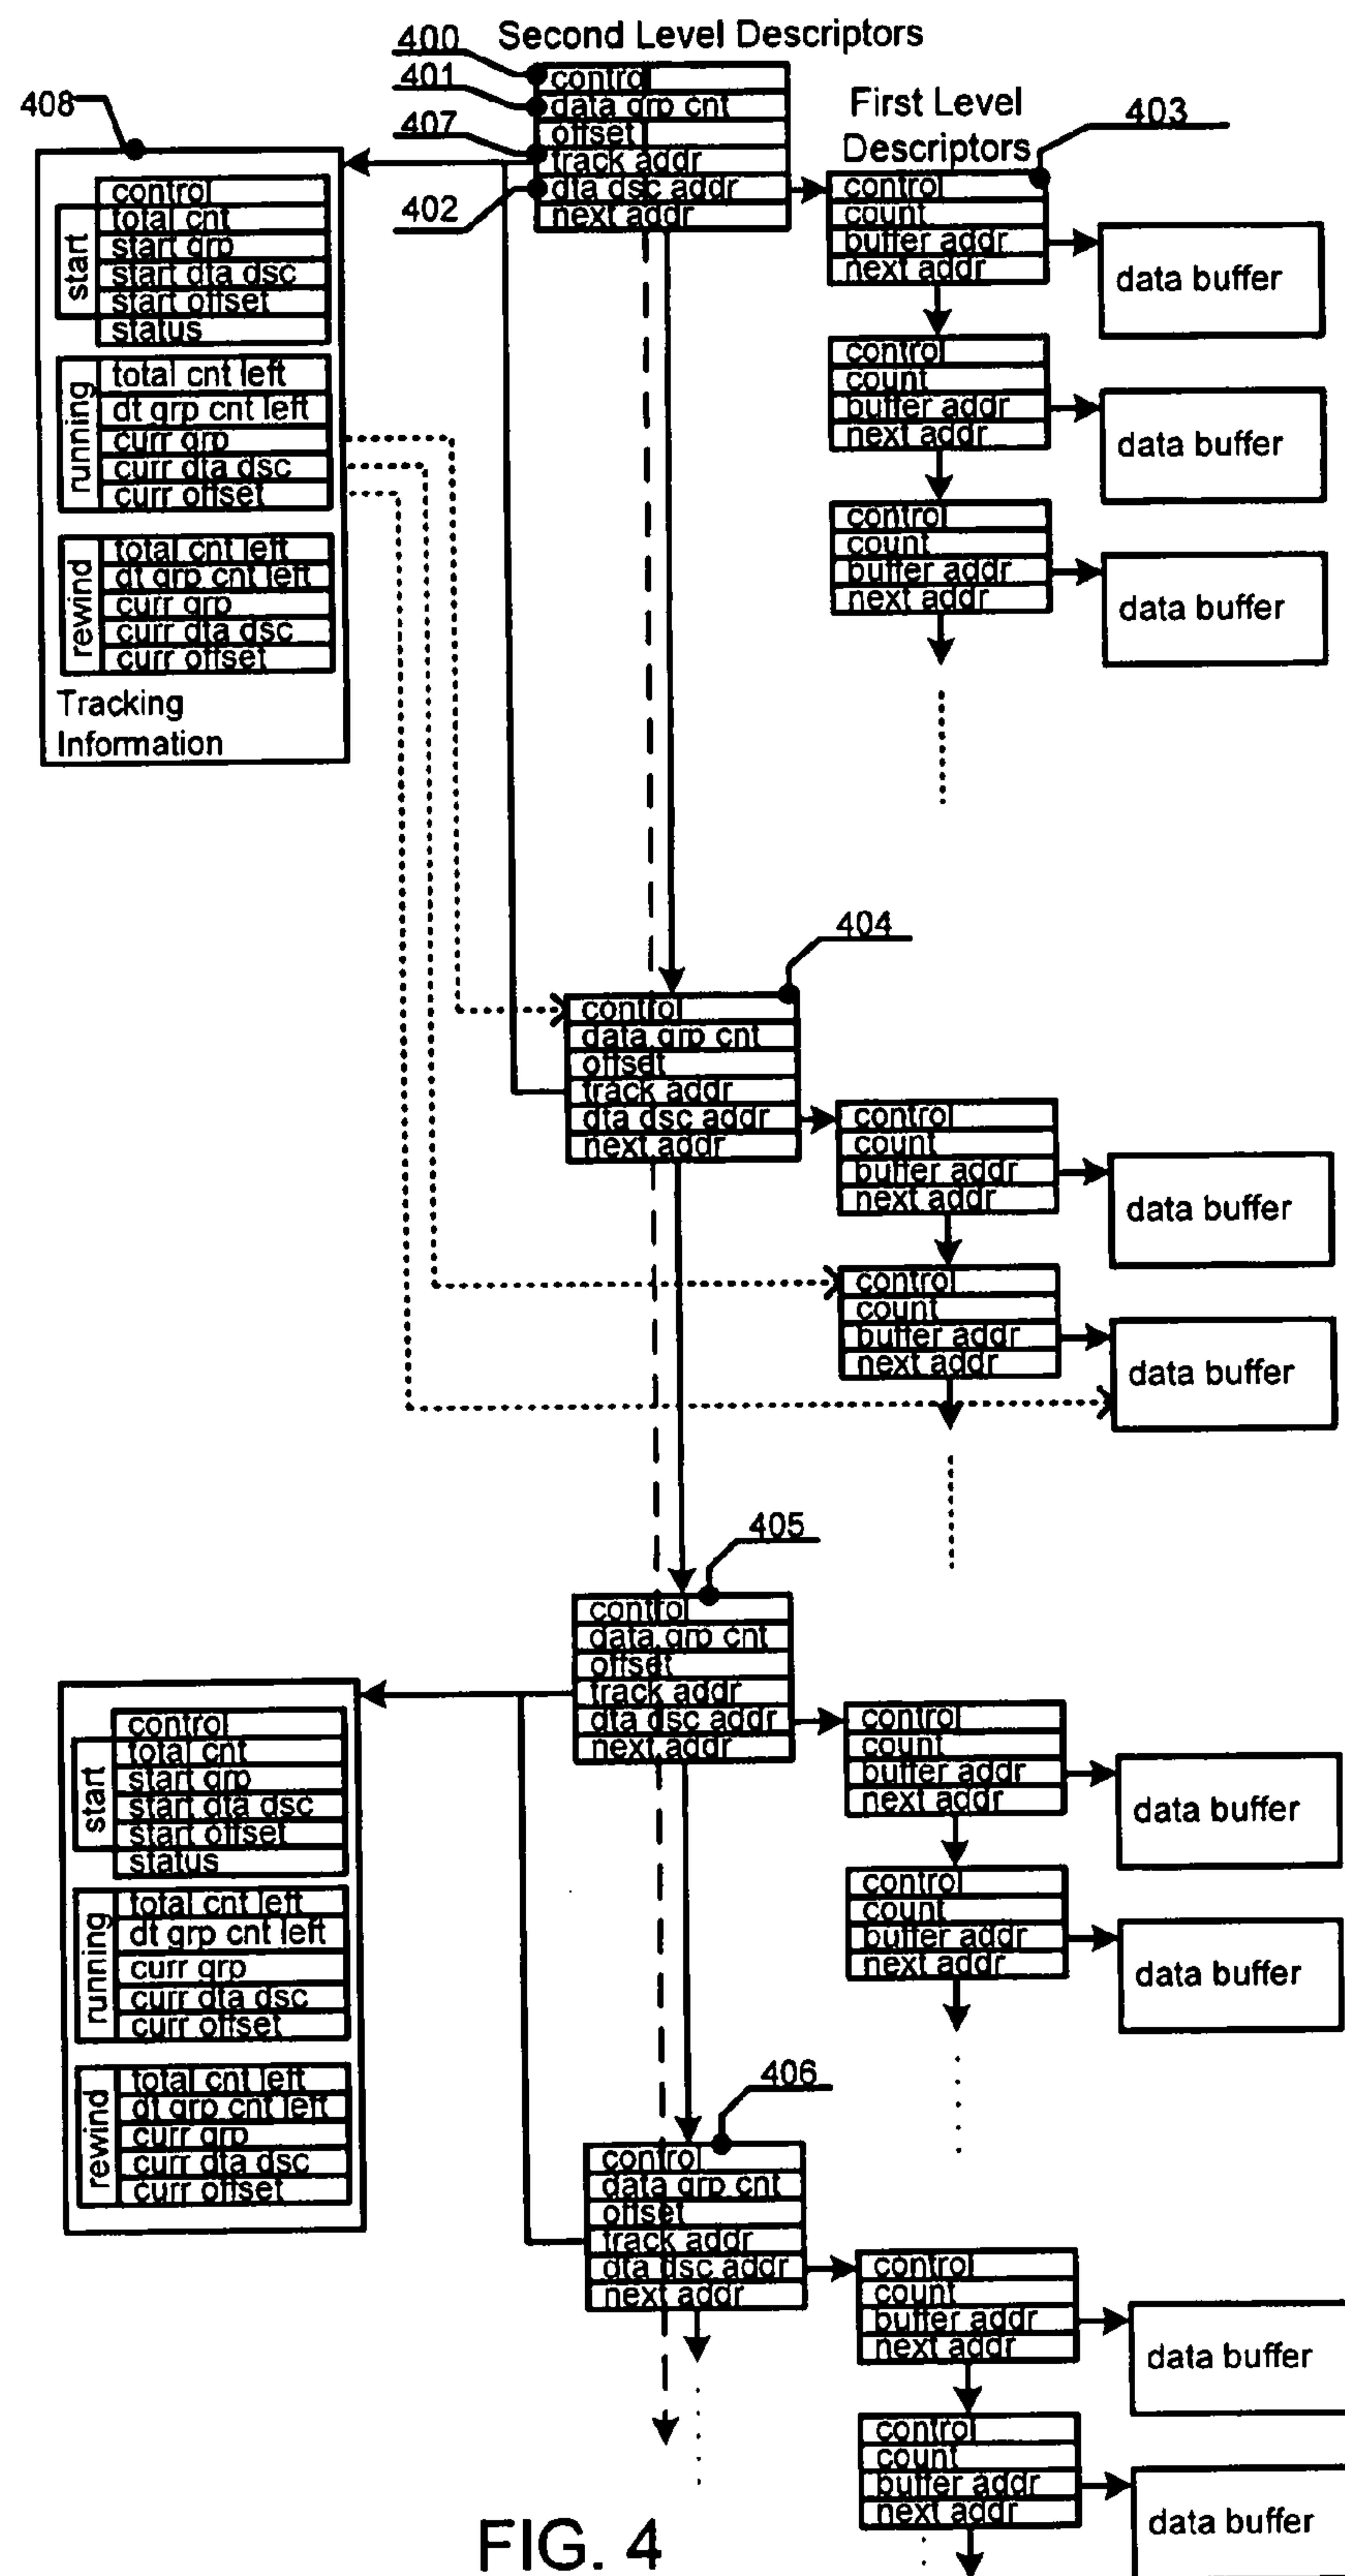 400
Second Level Descriptors
401
407
402
control
data grp cnt
offset
track addr
dta dsc addr
next addr
First Level
Descriptors
403
control
count
buffer addr
next addr
data buffer
control
count
buffer addr
next addr
data buffer
control
count
buffer addr
next addr
data buffer
408
start
control
total cnt
start grp
start dta dsc
start offset
status
running
total cnt left
dt grp cnt left
curr grp
curr dta dsc
curr offset
rewind
total cnt left
dt grp cnt left
curr grp
curr dta dsc
curr offset
Tracking
Information
404
control
data grp cnt
offset
track addr
dta dsc addr
next addr
control
count
buffer addr
next addr
data buffer
control
count
buffer addr
next addr
data buffer
405
control
data grp cnt
offset
track addr
dta dsc addr
next addr
control
count
buffer addr
next addr
data buffer
control
count
buffer addr
next addr
data buffer
start
control
total cnt
start grp
start dta dsc
start offset
status
running
total cnt left
dt grp cnt left
curr grp
curr dta dsc
curr offset
rewind
total cnt left
dt grp cnt left
curr grp
curr dta dsc
curr offset
406
control
data grp cnt
offset
track addr
dta dsc addr
next addr
control
count
buffer addr
next addr
data buffer
control
count
buffer addr
next addr
data buffer
FIG. 4